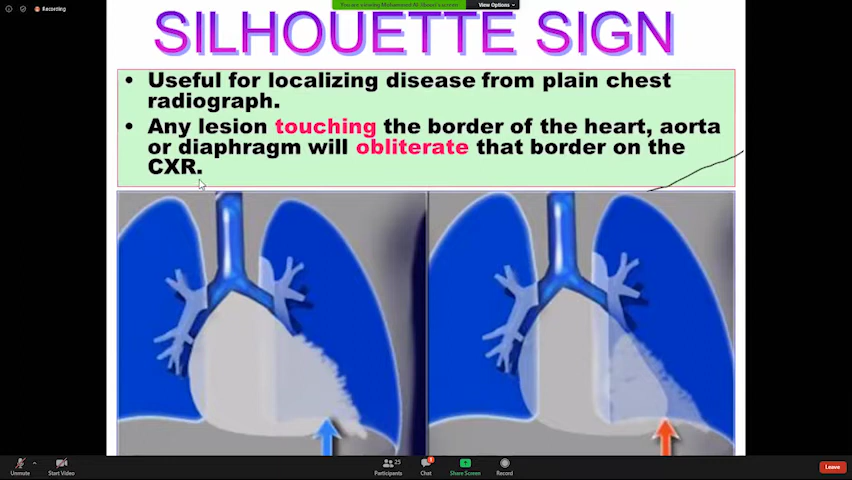 Recording
View Options
SILHOUETTE SIGN
• Useful for localizing disease from plain chest
radiograph.
• Any lesion touching the border of the heart, aorta
or diaphragm will obliterate that border on the
CXR.
Unmute
Start Video
25
Participants
Chat
Share Screen
Record
Leave